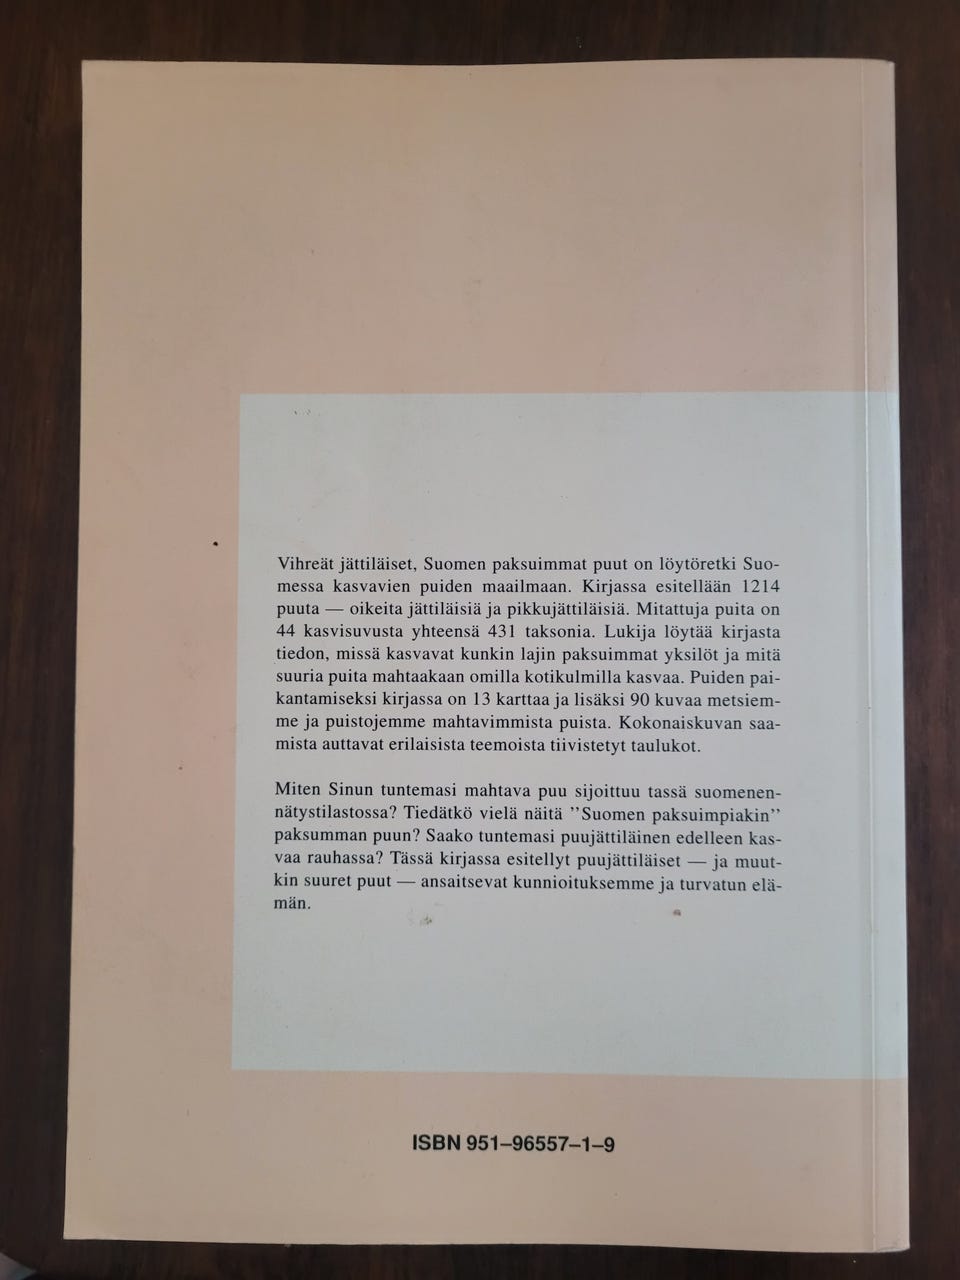 Vihreät jättiläiset, Suomen paksuimmat puut on löytöretki Suo-
messa kasvavien puiden maailmaan. Kirjassa esitellään 1214
puuta — oikeita jättiläisiä ja pikkujättiläisiä. Mitattuja puita on
44 kasvisuvusta yhteensä 431 taksonia. Lukija löytää kirjasta
tiedon, missä kasvavat kunkin lajin paksuimmat yksilöt ja mitä
suuria puita mahtaakaan omilla kotikulmilla kasvaa. Puiden pai-
kantamiseksi kirjassa on 13 karttaa ja lisäksi 90 kuvaa metsiem-
me ja puistojemme mahtavimmista puista. Kokonaiskuvan saa-
mista auttavat erilaisista teemoista tiivistetyt taulukot.
Miten Sinun tuntemasi mahtava puu sijoittuu tassä suomenen-
nätystilastossa? Tiedätkö vielä näitä ”Suomen paksuimpiakin”
paksumman puun? Saako tuntemasi puujättiläinen edelleen kas-
vaa rauhassa? Tässä kirjassa esitellyt puujättiläiset — ja muut-
kin suuret puut — ansaitsevat kunnioituksemme ja turvatun elä-
män.
ISBN 951–96557–1–9